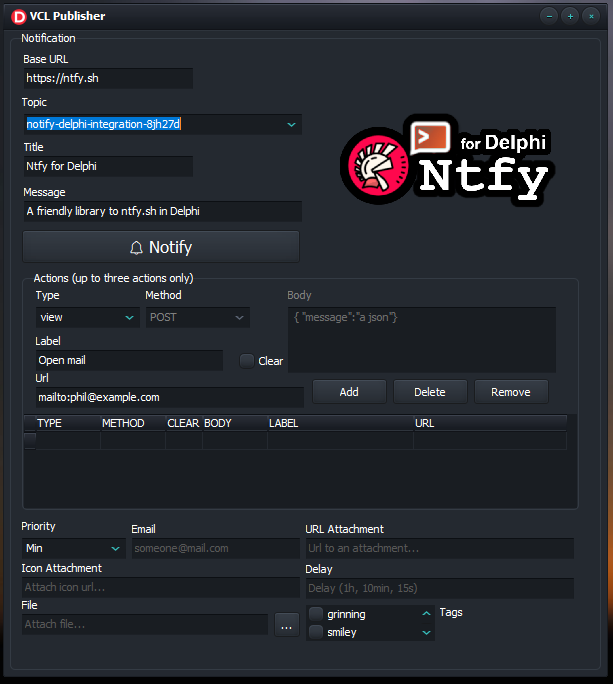 VCL Publisher
Notification
Base URL
https://ntfy.sh
Topic
notify-delphi-integration-8jh27d
Title
Ntfy for Delphi
for Delphi
Ntfy
Message
A friendly library to ntfy.sh in Delphi
Notify
Actions (up to three actions only)
Type Method Body
view POST { "message":"a json"}
Label
Open mail Clear
Url
mailto:phil@example.com Add Delete Remove
TYPE METHOD CLEAR BODY LABEL URL
Priority Email URL Attachment
Min someone@mail.com Url to an attachment...
Icon Attachment Delay
Attach icon url... Delay (1h, 10min, 15s)
File
Attach file... ... grinning Tags
smiley